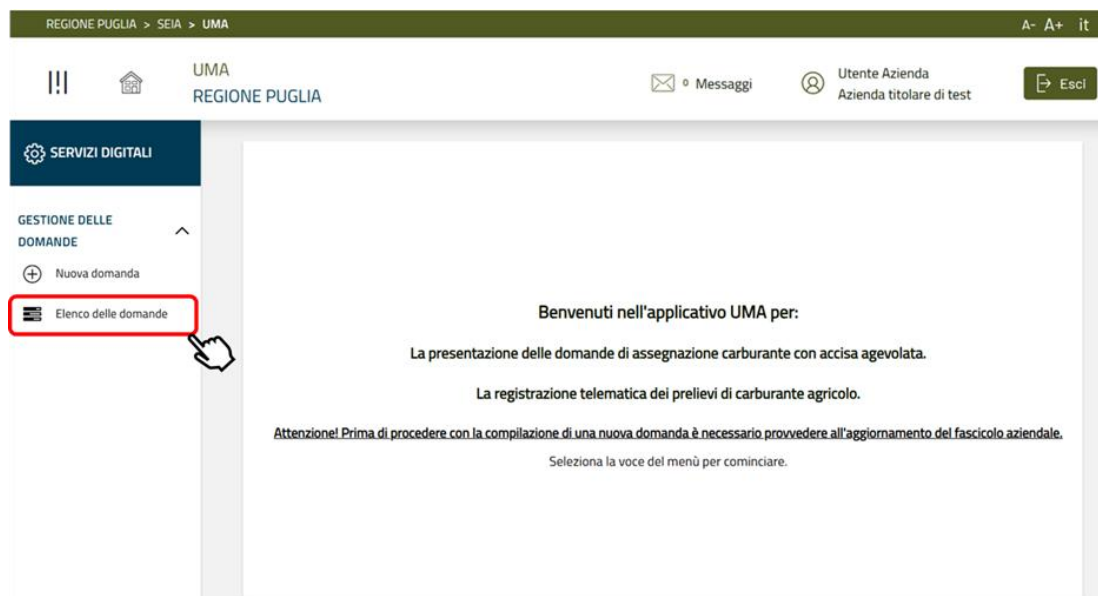 REGIONE PUGLIA > SEIA > UMA
A- A+ it
UMA
REGIONE PUGLIA
0 Messaggi
Utente Azienda
Azienda titolare di test
Esci
SERVIZI DIGITALI
GESTIONE DELLE
DOMANDE
Nuova domanda
Elenco delle domande
Benvenuti nell'applicativo UMA per:
La presentazione delle domande di assegnazione carburante con accisa agevolata.
La registrazione telematica dei prelievi di carburante agricolo.
Attenzione! Prima di procedere con la compilazione di una nuova domanda è necessario provvedere all'aggiornamento del fascicolo aziendale.
Seleziona la voce del menù per cominciare.